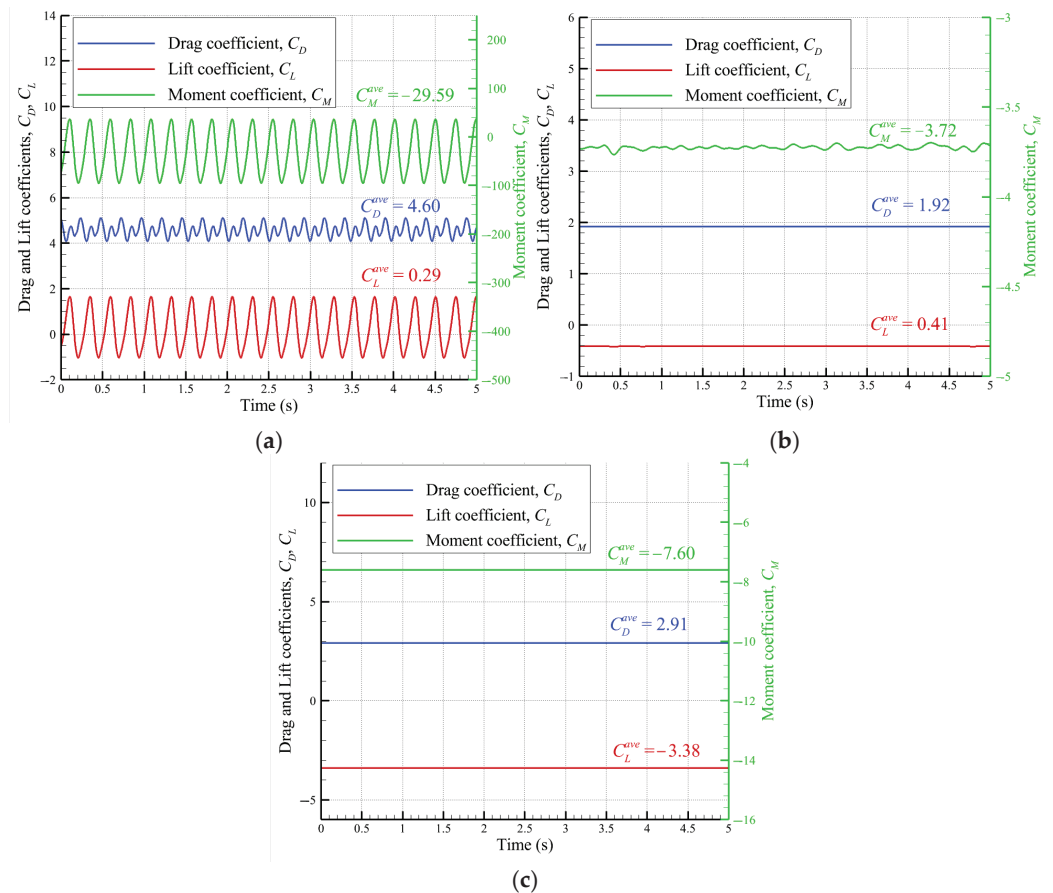 14
12
10
8
6
4
2
0
−2
Drag and Lift coefficients, C_D, C_L
Drag coefficient, C_D
Lift coefficient, C_L
Moment coefficient, C_M
C_M^ave = −29.59
C_D^ave = 4.60
C_L^ave = 0.29
200
100
0
−100
−200
−300
−400
−500
Moment coefficient, C_M
0 0.5 1 1.5 2 2.5 3 3.5 4 4.5 5
Time (s)
(a)
6
5
4
3
2
1
0
−1
Drag and Lift coefficients, C_D, C_L
Drag coefficient, C_D
Lift coefficient, C_L
Moment coefficient, C_M
C_M^ave = −3.72
C_D^ave = 1.92
C_L^ave = 0.41
−3
−3.5
−4
−4.5
−5
Moment coefficient, C_M
0 0.5 1 1.5 2 2.5 3 3.5 4 4.5 5
Time (s)
(b)
10
5
0
−5
Drag and Lift coefficients, C_D, C_L
Drag coefficient, C_D
Lift coefficient, C_L
Moment coefficient, C_M
C_M^ave = −7.60
C_D^ave = 2.91
C_L^ave = −3.38
−4
−6
−8
−10
−12
−14
−16
Moment coefficient, C_M
0 0.5 1 1.5 2 2.5 3 3.5 4 4.5 5
Time (s)
(c)